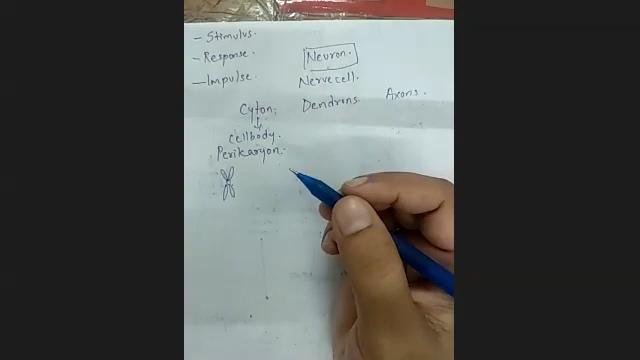 - Stimulus.
- Response.
- Impulse.
Neuron.
Nervecell.
Cyton. Dendrons. Axons.
Cellbody.
Perikaryon.